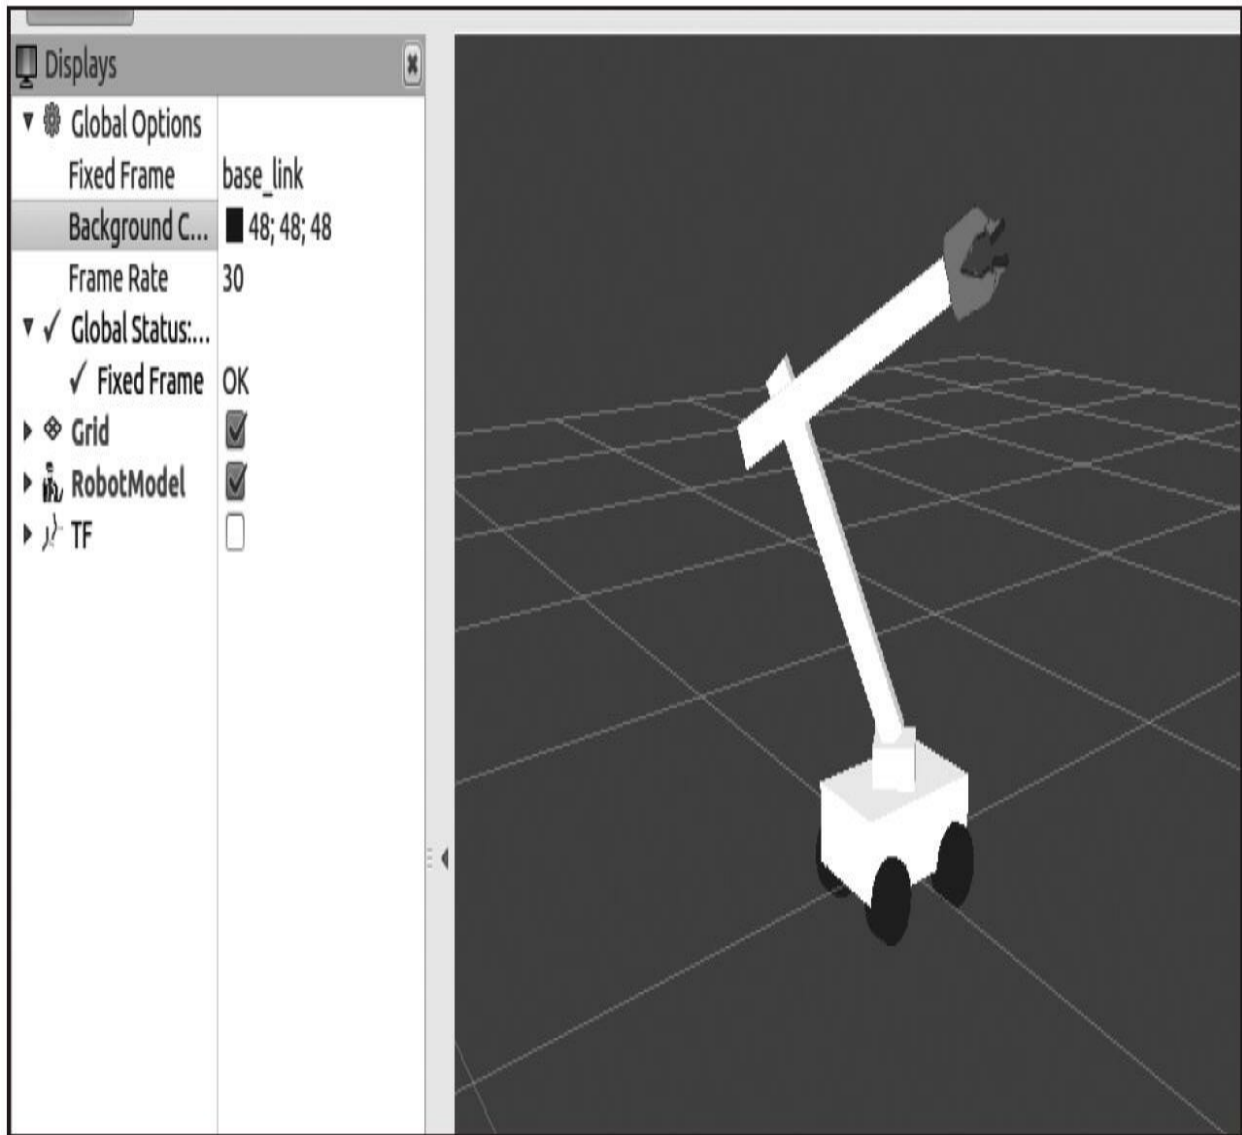 Displays
Global Options
Fixed Frame base_link
Background C... 48; 48; 48
Frame Rate 30
Global Status:...
Fixed Frame OK
Grid
RobotModel
TF